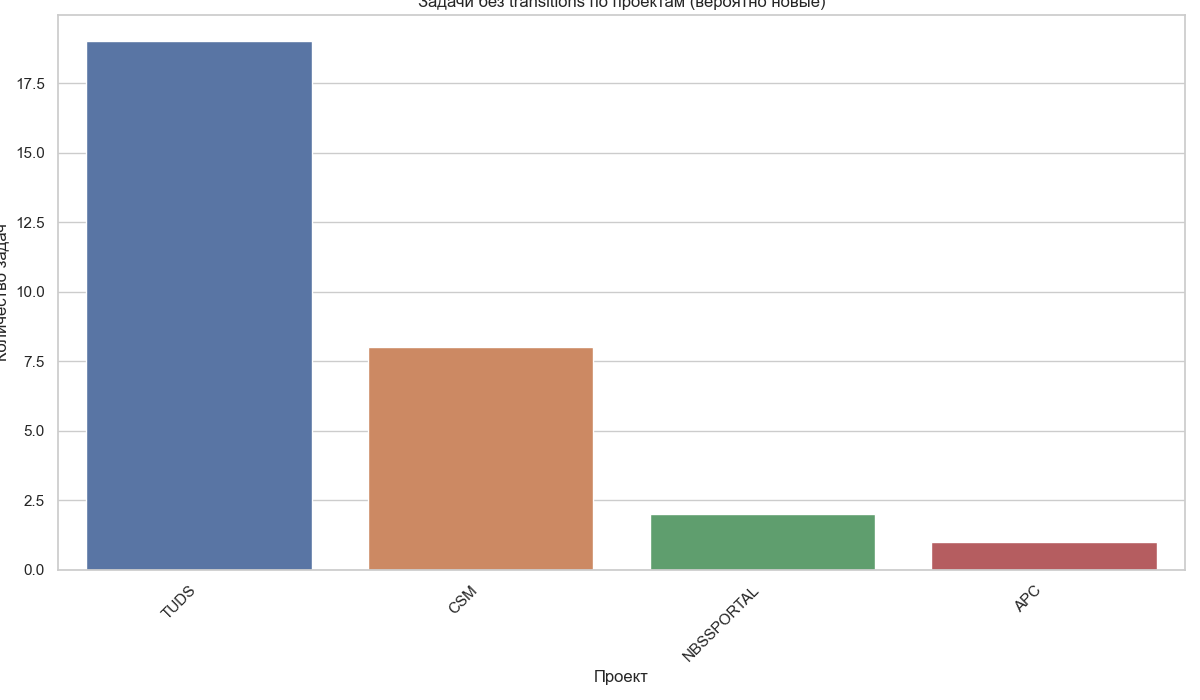 Задачи без transitions по проектам (вероятно новые)
Количество задач
17.5
15.0
12.5
10.0
7.5
5.0
2.5
0.0
TUDS
CSM
NBSSPORTAL
APC
Проект